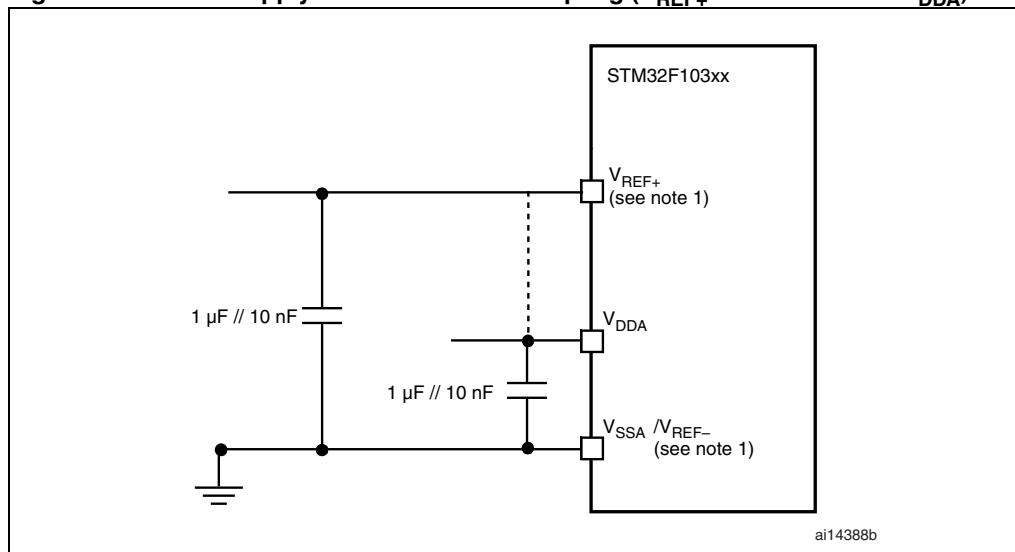 STM32F103xx
VREF+
(see note 1)
1 µF // 10 nF
VDDA
1 µF // 10 nF
VSSA /VREF–
(see note 1)
ai14388b